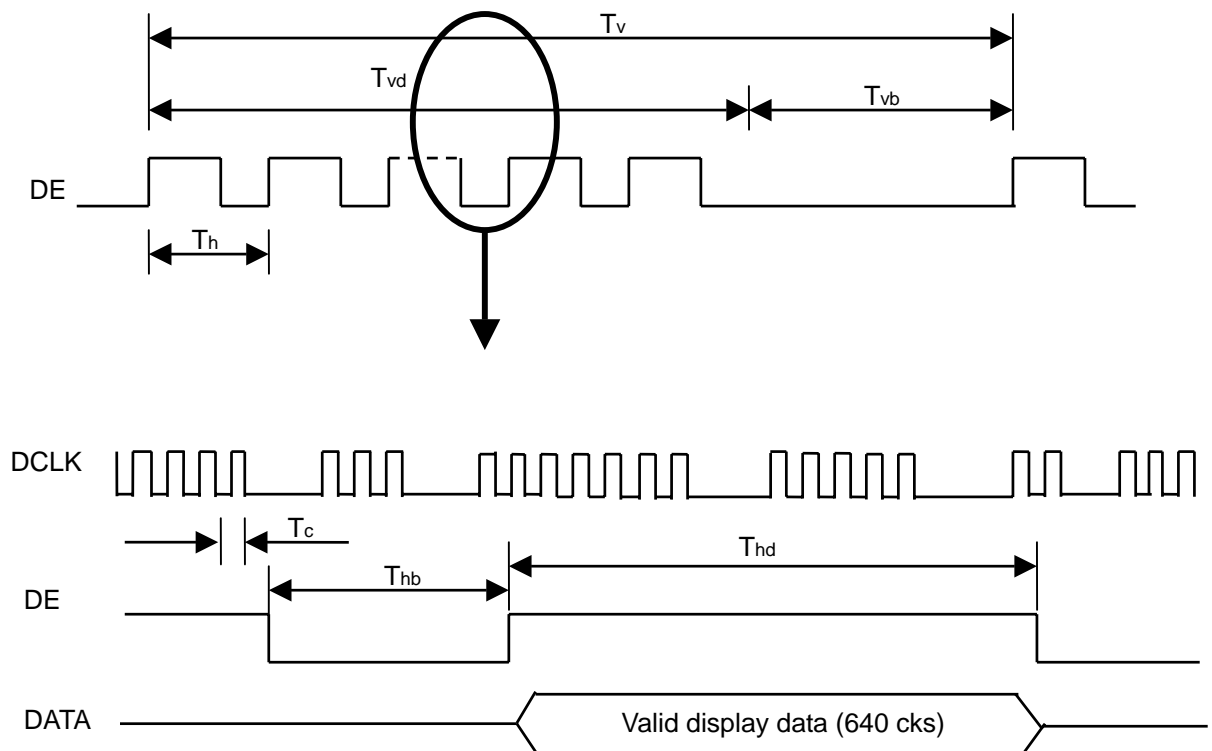 Tv
Tvd
Tvb
DE
Th
DCLK
Tc
Thd
Thb
DE
DATA
Valid display data (640 cks)